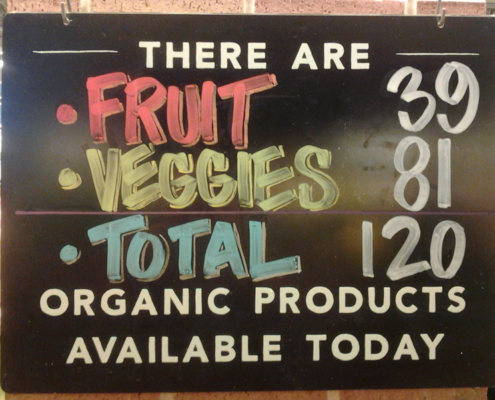 THERE ARE
• FRUIT 39
• VEGGIES 81
• TOTAL 120
ORGANIC PRODUCTS
AVAILABLE TODAY